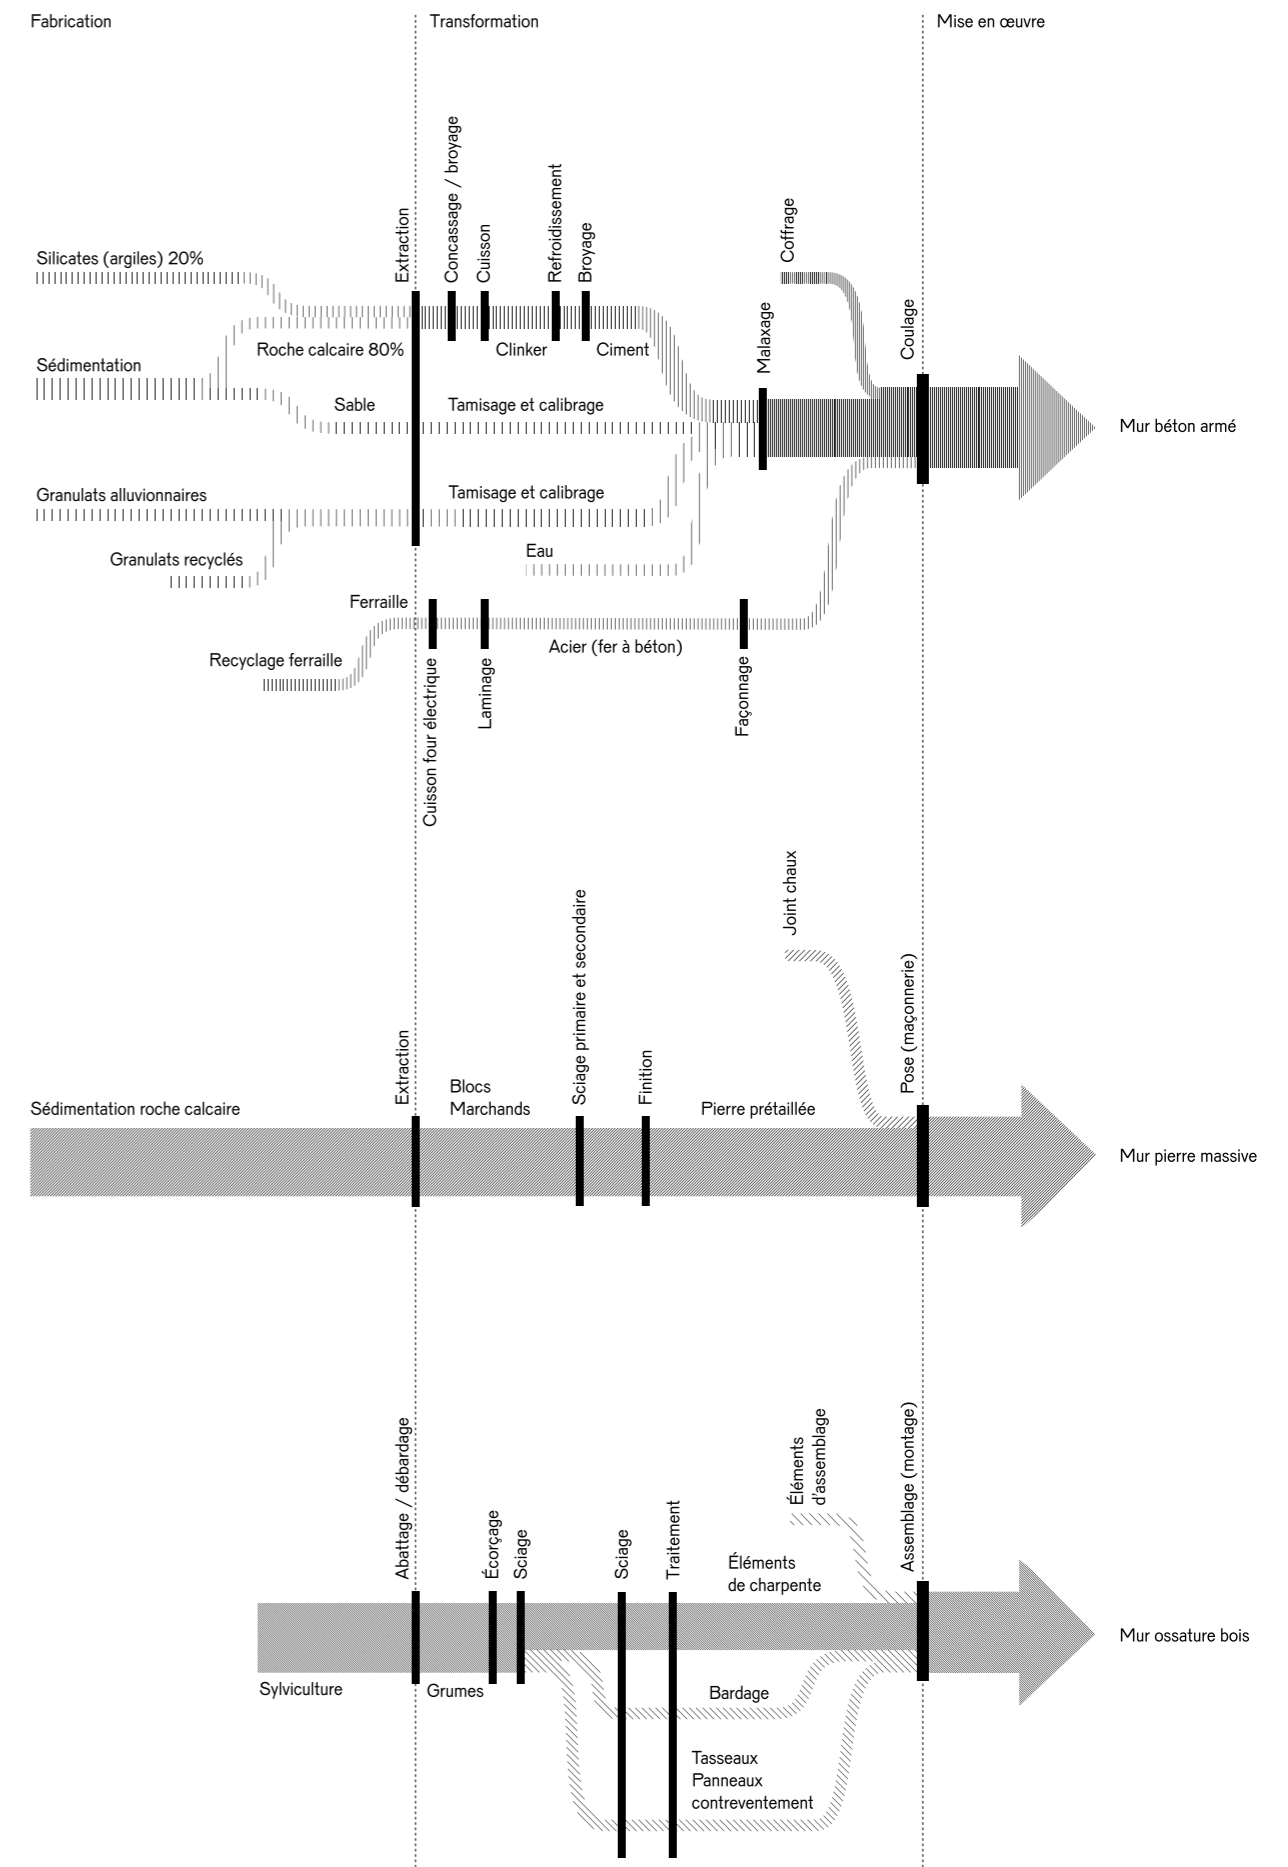 Fabrication
Transformation
Mise en œuvre
Silicates (argiles) 20%
Sédimentation
Roche calcaire 80%
Sable
Granulats alluvionnaires
Granulats recyclés
Ferraille
Recyclage ferraille
Extraction
Concassage / broyage
Cuisson
Refroidissement
Broyage
Clinker
Ciment
Tamisage et calibrage
Tamisage et calibrage
Eau
Acier (fer à béton)
Cuisson four électrique
Laminage
Façonnage
Malaxage
Coffrage
Coulage
Mur béton armé
Sédimentation roche calcaire
Extraction
Blocs
Marchands
Sciage primaire et secondaire
Finition
Pierre prétaillée
Joint chaux
Pose (maçonnerie)
Mur pierre massive
Sylviculture
Abattage / débardage
Grumes
Écorçage
Sciage
Sciage
Traitement
Éléments
de charpente
Éléments
d'assemblage
Assemblage (montage)
Bardage
Tasseaux
Panneaux
contreventement
Mur ossature bois